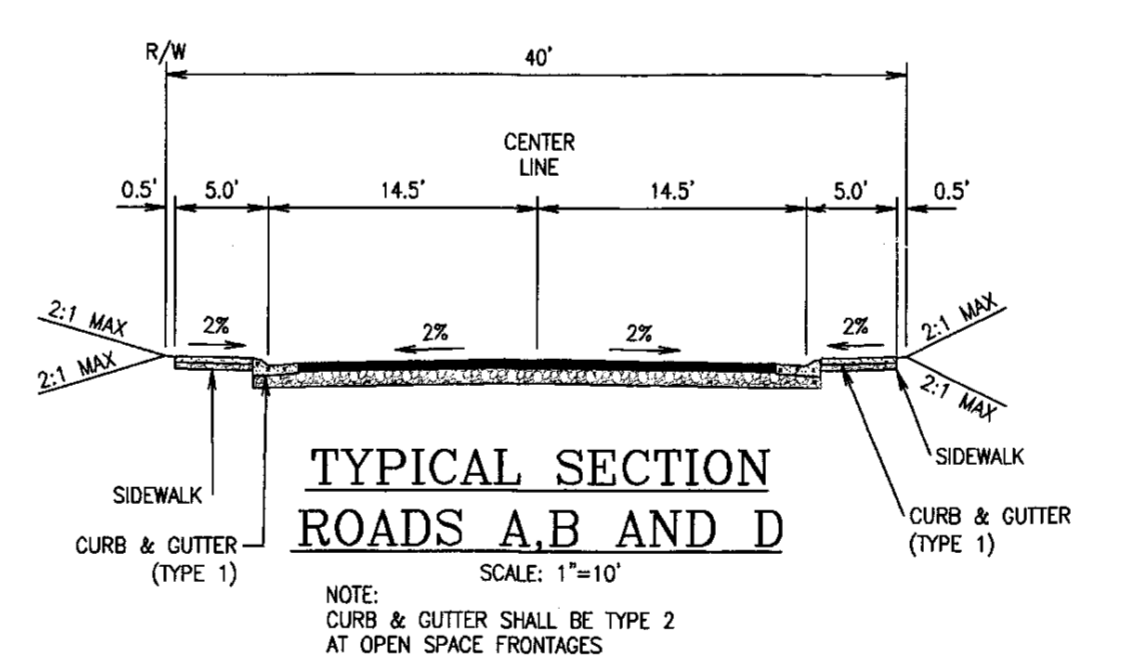 R/W
40'
CENTER
LINE
0.5' 5.0' 14.5' 14.5' 5.0' 0.5'
2:1 MAX 2% 2% 2% 2% 2:1 MAX
2:1 MAX 2:1 MAX
TYPICAL SECTION
SIDEWALK
SIDEWALK
ROADS A,B AND D
CURB & GUTTER
(TYPE 1)
CURB & GUTTER
(TYPE 1)
SCALE: 1"=10'
NOTE:
CURB & GUTTER SHALL BE TYPE 2
AT OPEN SPACE FRONTAGES